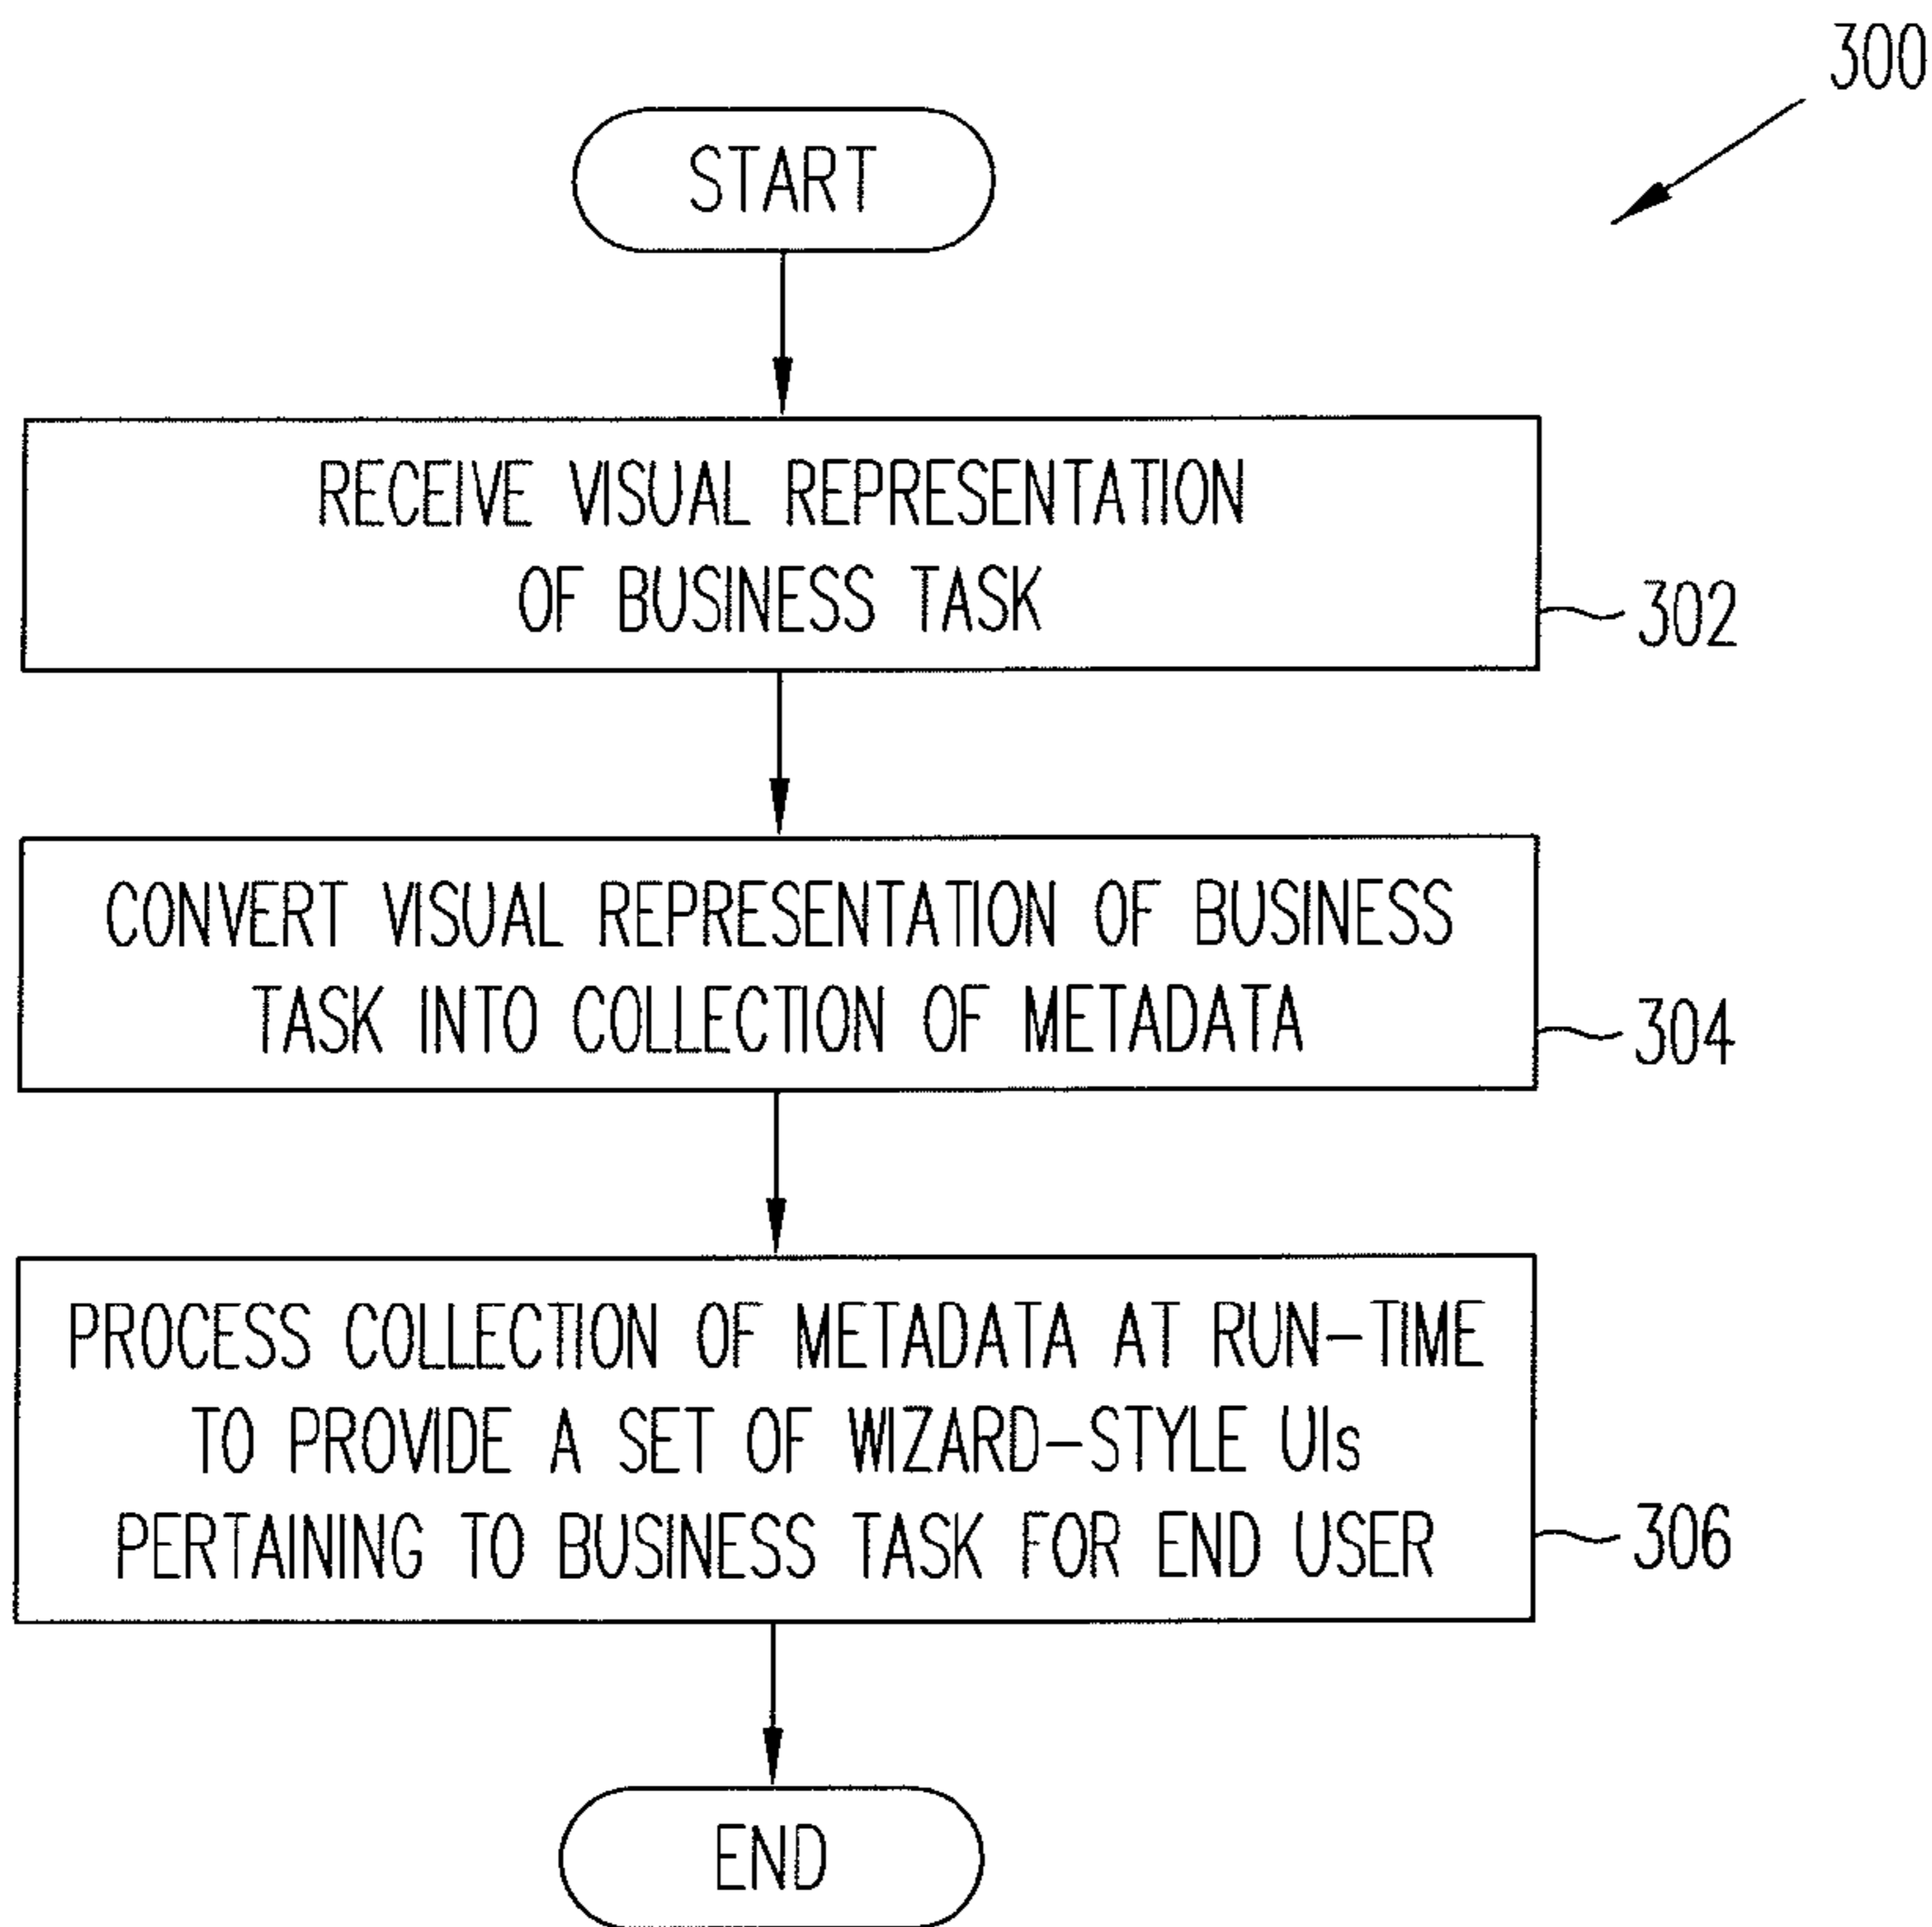 300
START
RECEIVE VISUAL REPRESENTATION
OF BUSINESS TASK
302
CONVERT VISUAL REPRESENTATION OF BUSINESS
TASK INTO COLLECTION OF METADATA
304
PROCESS COLLECTION OF METADATA AT RUN-TIME
TO PROVIDE A SET OF WIZARD-STYLE UIs
PERTAINING TO BUSINESS TASK FOR END USER
306
END